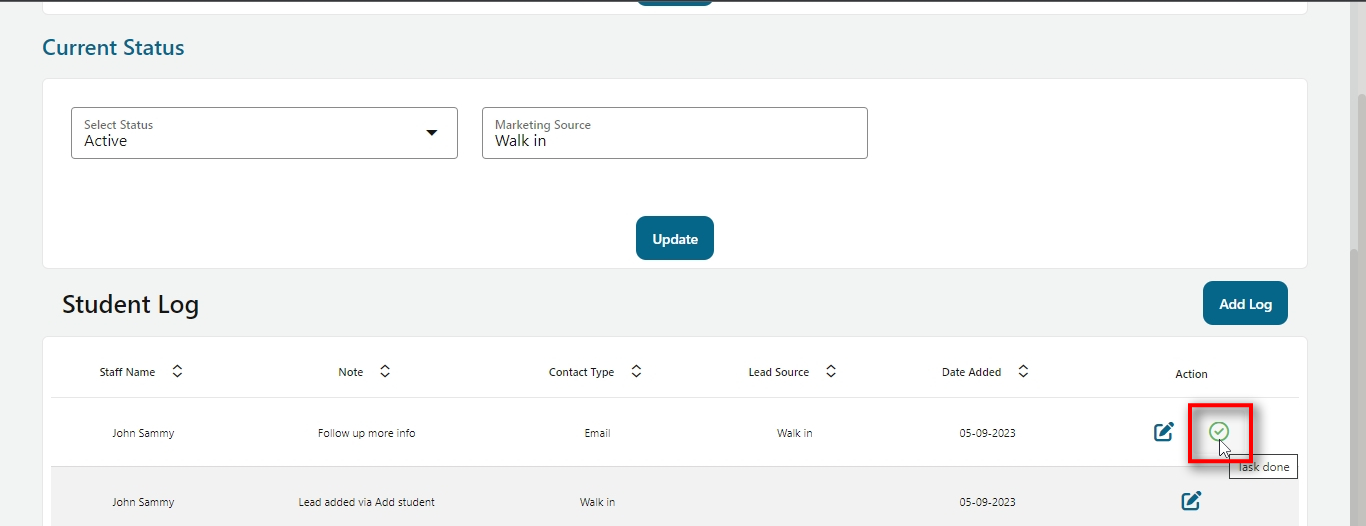 Current Status
Select Status
Active
Marketing Source
Walk in
Update
Student Log
Add Log
Staff Name Note Contact Type Lead Source Date Added Action
John Sammy Follow up more info Email Walk in 05-09-2023
Task done
John Sammy Lead added via Add student Walk in 05-09-2023